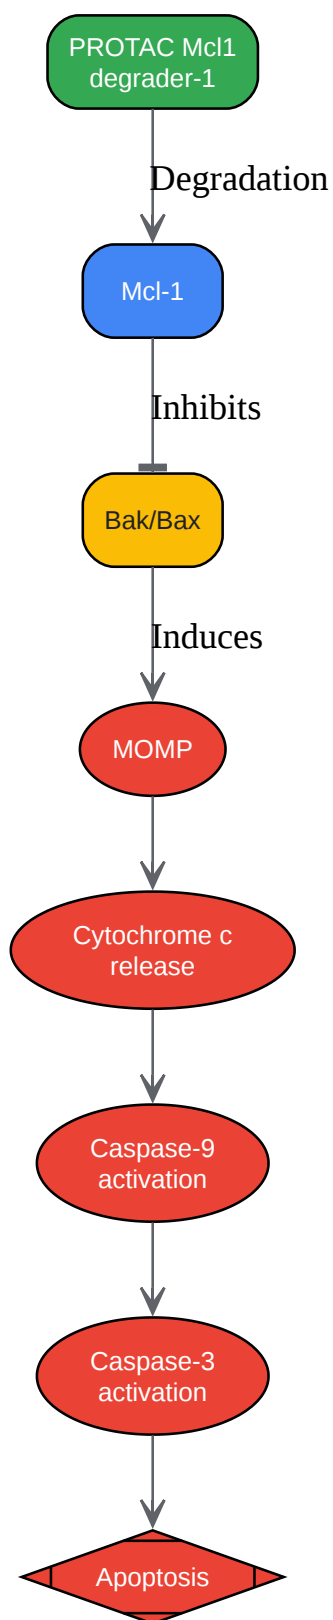 PROTAC Mcl1
degrader-1
Degradation
Mcl-1
Inhibits
Bak/Bax
Induces
MOMP
Cytochrome c
release
Caspase-9
activation
Caspase-3
activation
Apoptosis